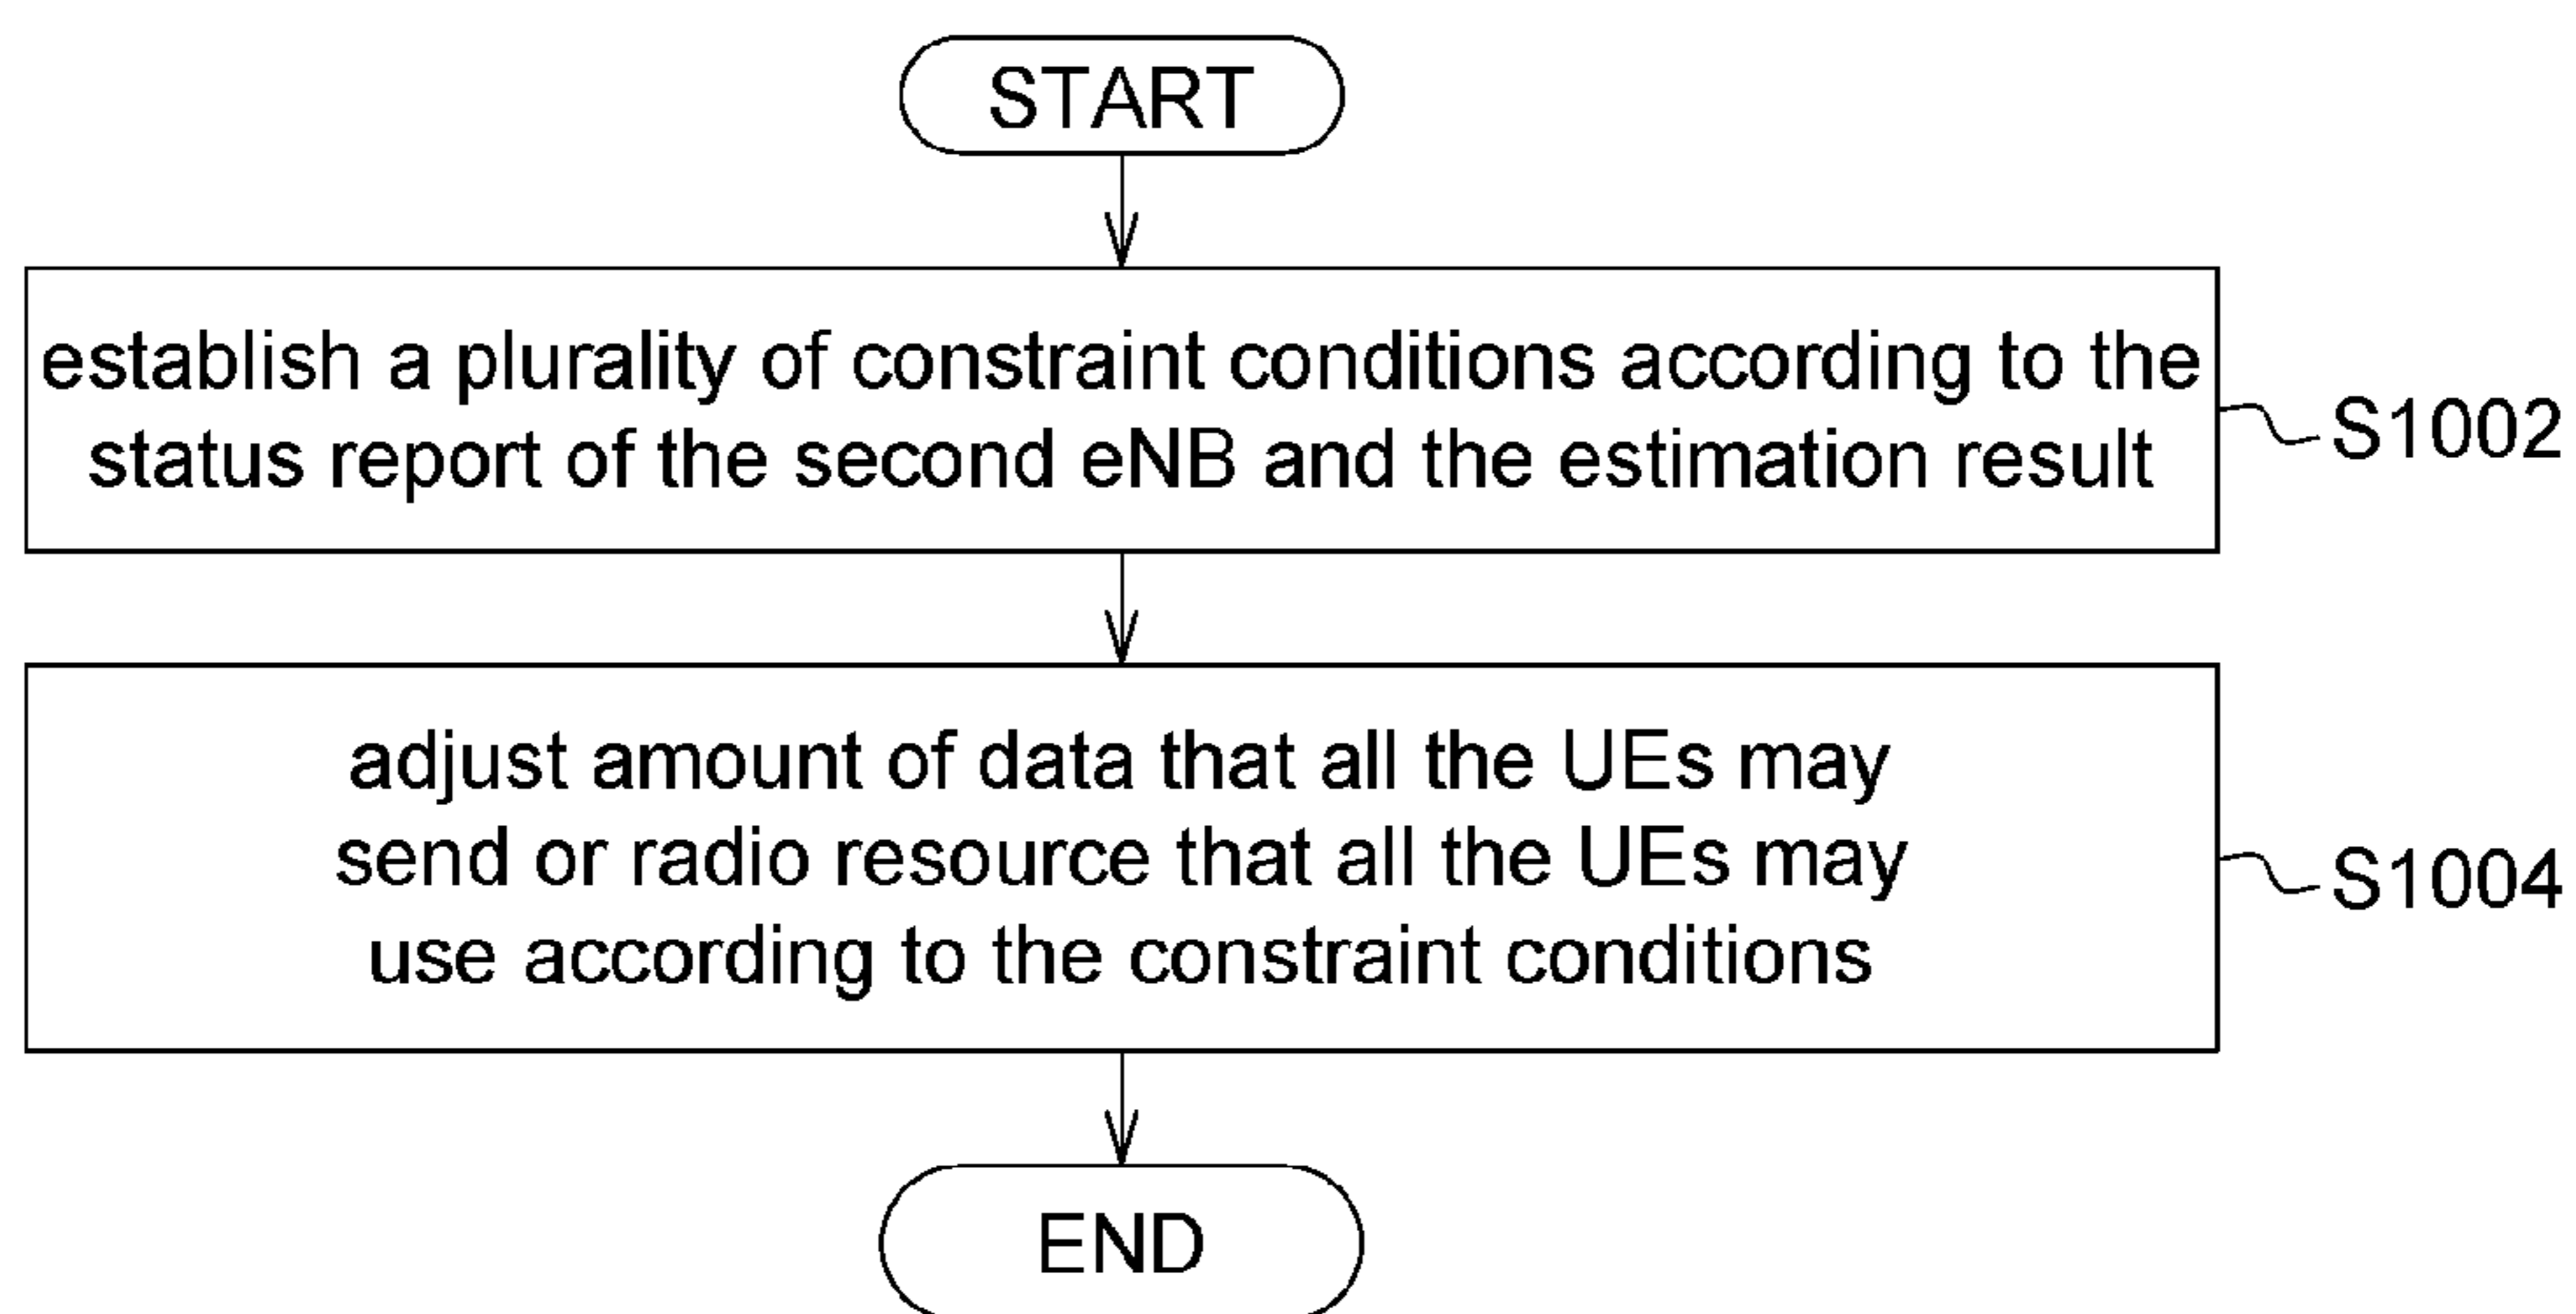 START
establish a plurality of constraint conditions according to the
status report of the second eNB and the estimation result
S1002
adjust amount of data that all the UEs may
send or radio resource that all the UEs may
use according to the constraint conditions
S1004
END